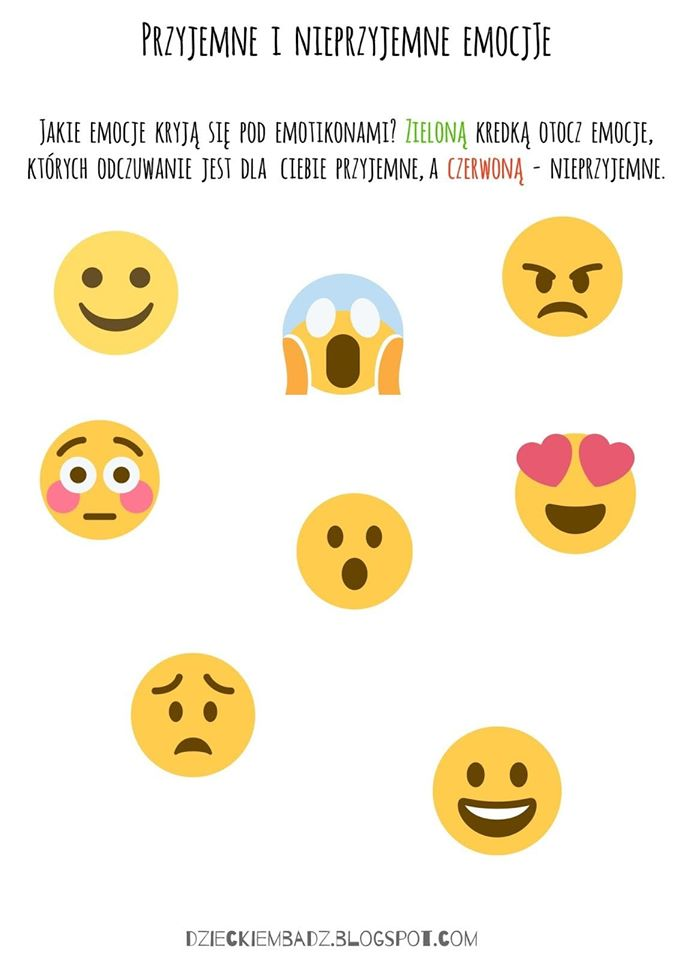 PRZYJEMNE I NIEPRZYJEMNE EMOCJJE
JAKIE EMOCJE KRYJĄ SIĘ POD EMOTIKONAMI? ZIELONĄ KREDKĄ OTOCZ EMOCJE,
KTÓRYCH ODCZUWANIE JEST DLA CIEBIE PRZYJEMNE, A CZERWONĄ - NIEPRZYJEMNE.
DZIECKIEMBADZ.BLOGSPOT.COM